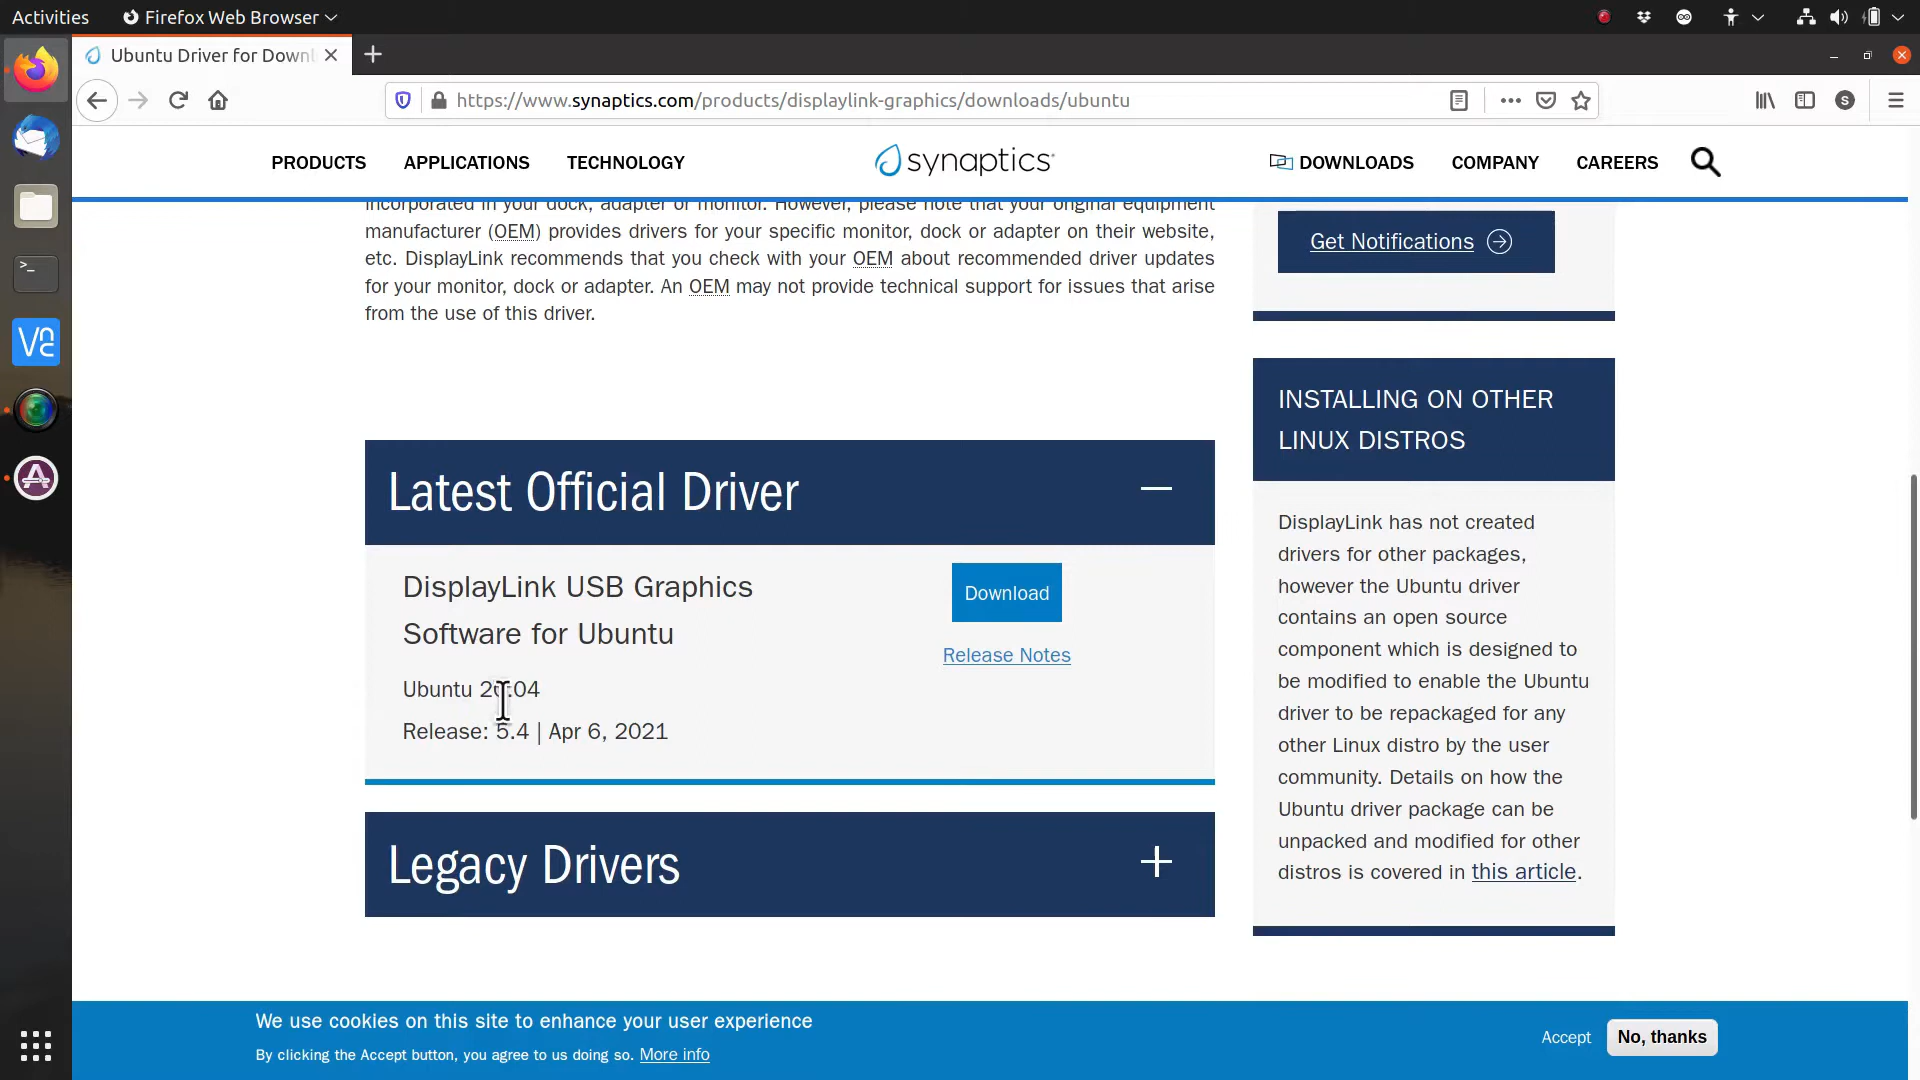 Activities
Firefox Web Browser
Ubuntu Driver for Down
https://www.synaptics.com/products/displaylink-graphics/downloads/ubuntu
S
PRODUCTS
APPLICATIONS
TECHNOLOGY
synaptics
DOWNLOADS
COMPANY
CAREERS
incorporated in your dock, adapter or monitor. However, please note that your original equipment
manufacturer (OEM) provides drivers for your specific monitor, dock or adapter on their website,
etc. DisplayLink recommends that you check with your OEM about recommended driver updates
for your monitor, dock or adapter. An OEM may not provide technical support for issues that arise
from the use of this driver.
Latest Official Driver
DisplayLink USB Graphics
Software for Ubuntu
Ubuntu 20.04
Release: 5.4 | Apr 6, 2021
Download
Release Notes
Legacy Drivers
Get Notifications
INSTALLING ON OTHER
LINUX DISTROS
DisplayLink has not created
drivers for other packages,
however the Ubuntu driver
contains an open source
component which is designed to
be modified to enable the Ubuntu
driver to be repackaged for any
other Linux distro by the user
community. Details on how the
Ubuntu driver package can be
unpacked and modified for other
distros is covered in this article.
We use cookies on this site to enhance your user experience
By clicking the Accept button, you agree to us doing so. More info
Accept
No, thanks